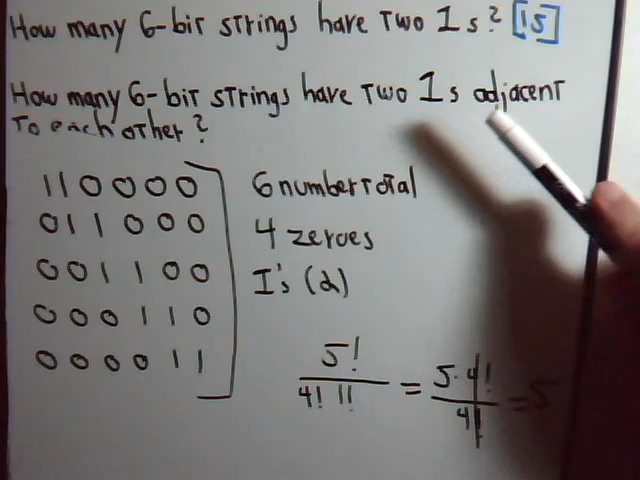 How many 6-bit strings have two 1s? [15]
How many 6-bit strings have two 1s adjacent
to each other?
110000
011000
001100
000110
000011
6 number total
4 zeroes
1's (2)
5! / 4! 1! = 5·4! / 4! = 5